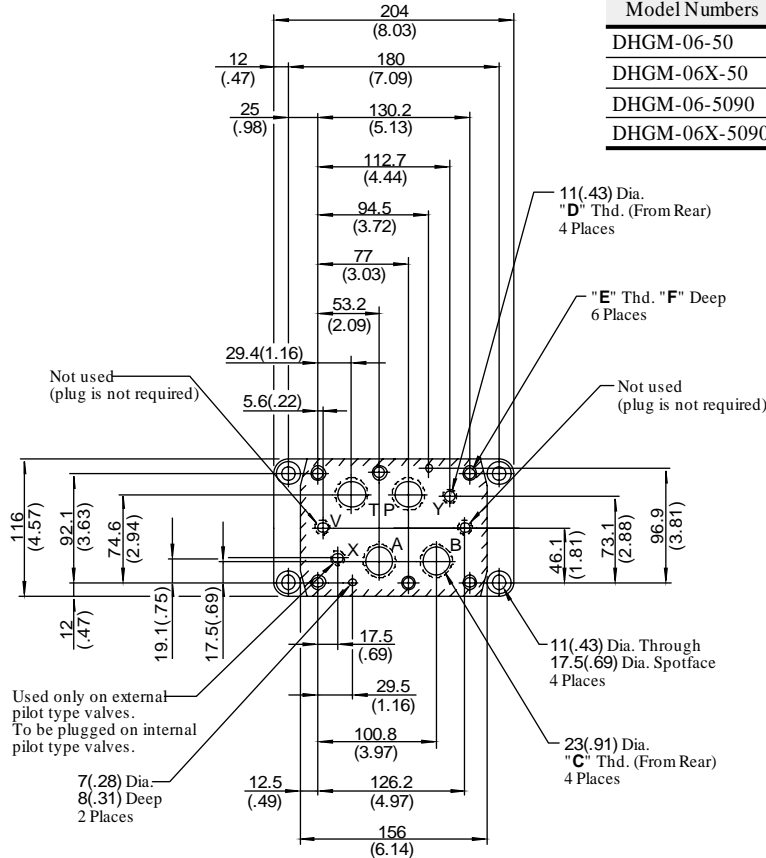 204
(8.03)
Model Numbers
12
(.47)
180
(7.09)
DHGM-06-50
DHGM-06X-50
25
(.98)
130.2
(5.13)
DHGM-06-5090
DHGM-06X-5090
112.7
(4.44)
11(.43) Dia.
"D" Thd. (From Rear)
4 Places
94.5
(3.72)
77
(3.03)
"E" Thd. "F" Deep
6 Places
53.2
(2.09)
29.4(1.16)
Not used
(plug is not required)
Not used
(plug is not required)
5.6(.22)
116
(4.57)
92.1
(3.63)
74.6
(2.94)
T P
Y
V
X
A
B
46.1
(1.81)
73.1
(2.88)
96.9
(3.81)
12
(.47)
19.1(.75)
17.5(.69)
17.5
(.69)
11(.43) Dia. Through
17.5(.69) Dia. Spotface
4 Places
Used only on external
pilot type valves.
To be plugged on internal
pilot type valves.
29.5
(1.16)
100.8
(3.97)
23(.91) Dia.
"C" Thd. (From Rear)
4 Places
7(.28) Dia.
8(.31) Deep
2 Places
12.5
(.49)
126.2
(4.97)
156
(6.14)